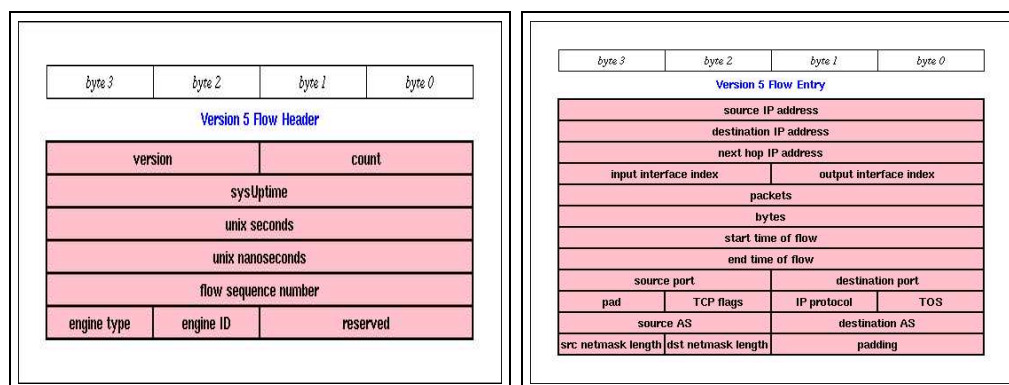 byte 3 byte 2 byte 1 byte 0
Version 5 Flow Header
version count
sysUptime
unix seconds
unix nanoseconds
flow sequence number
engine type engine ID reserved
byte 3 byte 2 byte 1 byte 0
Version 5 Flow Entry
source IP address
destination IP address
next hop IP address
input interface index output interface index
packets
bytes
start time of flow
end time of flow
source port destination port
pad TCP flags IP protocol TOS
source AS destination AS
src netmask length dst netmask length padding